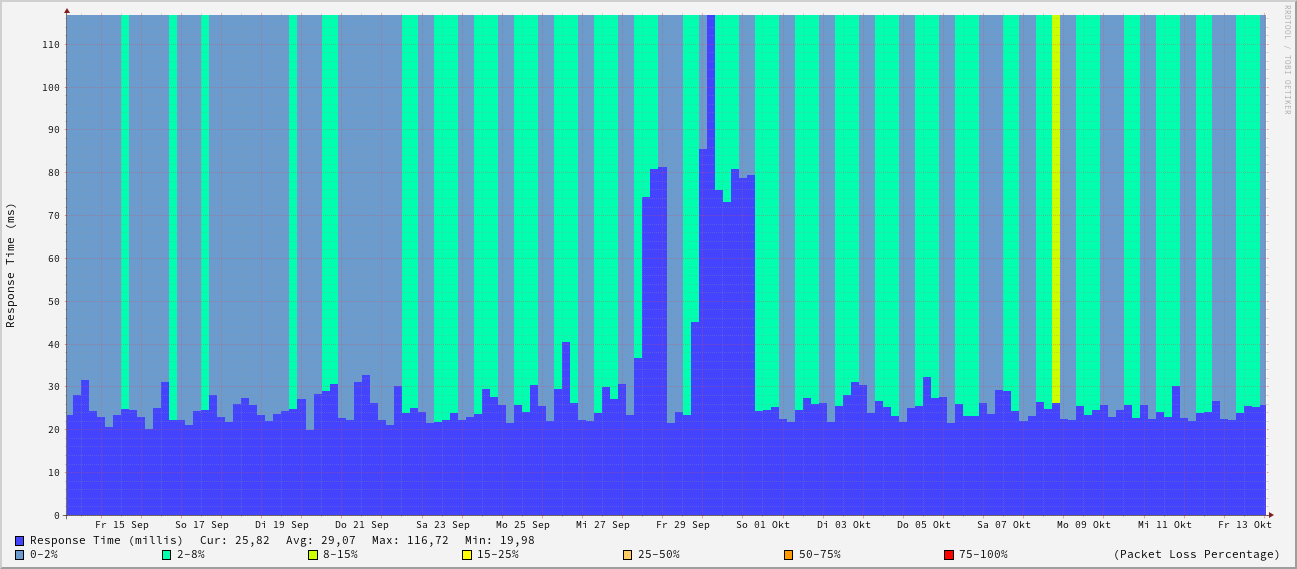 RRDTOOL / TOBI OETIKER
Response Time (ms)
110
100
90
80
70
60
50
40
30
20
10
0
Fr 15 Sep So 17 Sep Di 19 Sep Do 21 Sep Sa 23 Sep Mo 25 Sep Mi 27 Sep Fr 29 Sep So 01 Okt Di 03 Okt Do 05 Okt Sa 07 Okt Mo 09 Okt Mi 11 Okt Fr 13 Okt
Response Time (millis) Cur: 25,82 Avg: 29,07 Max: 116,72 Min: 19,98
0-2% 2-8% 8-15% 15-25% 25-50% 50-75% 75-100% (Packet Loss Percentage)